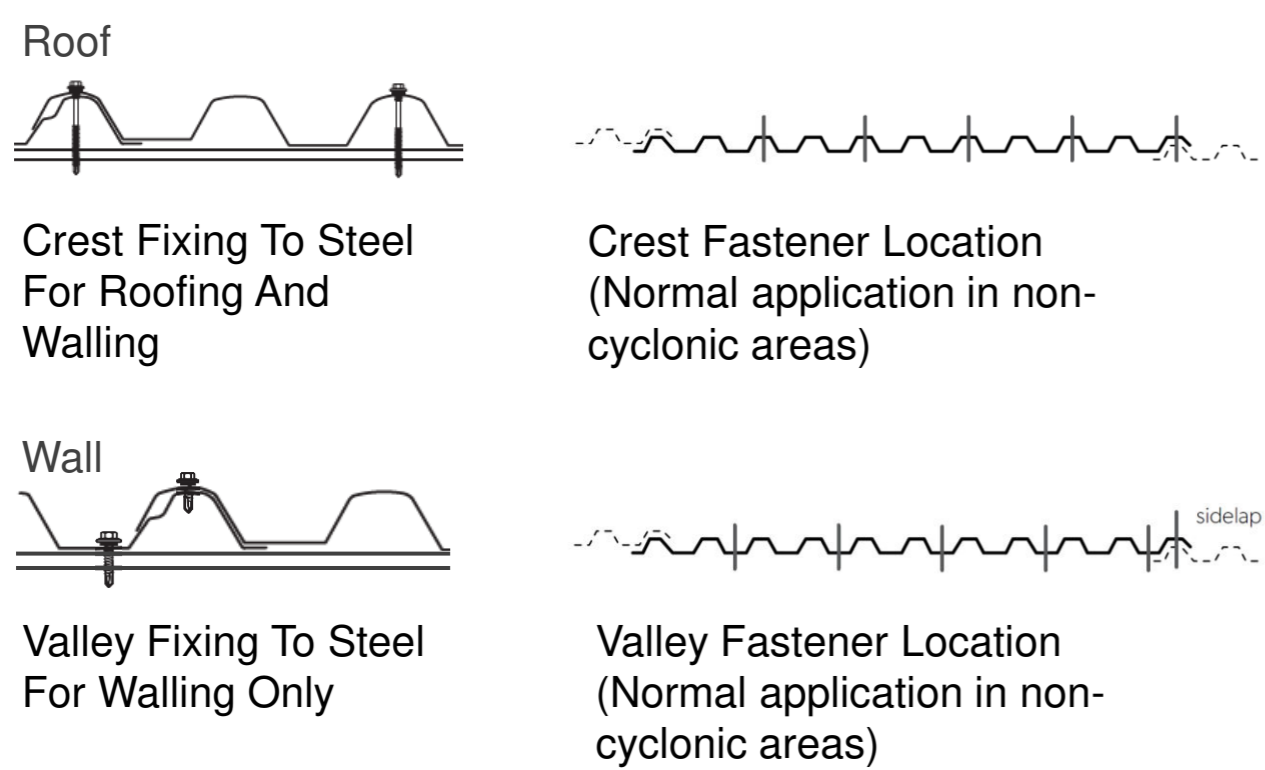 Roof
Crest Fixing To Steel
For Roofing And
Walling
Crest Fastener Location
(Normal application in non-
cyclonic areas)
Wall
sidelap
Valley Fixing To Steel
For Walling Only
Valley Fastener Location
(Normal application in non-
cyclonic areas)